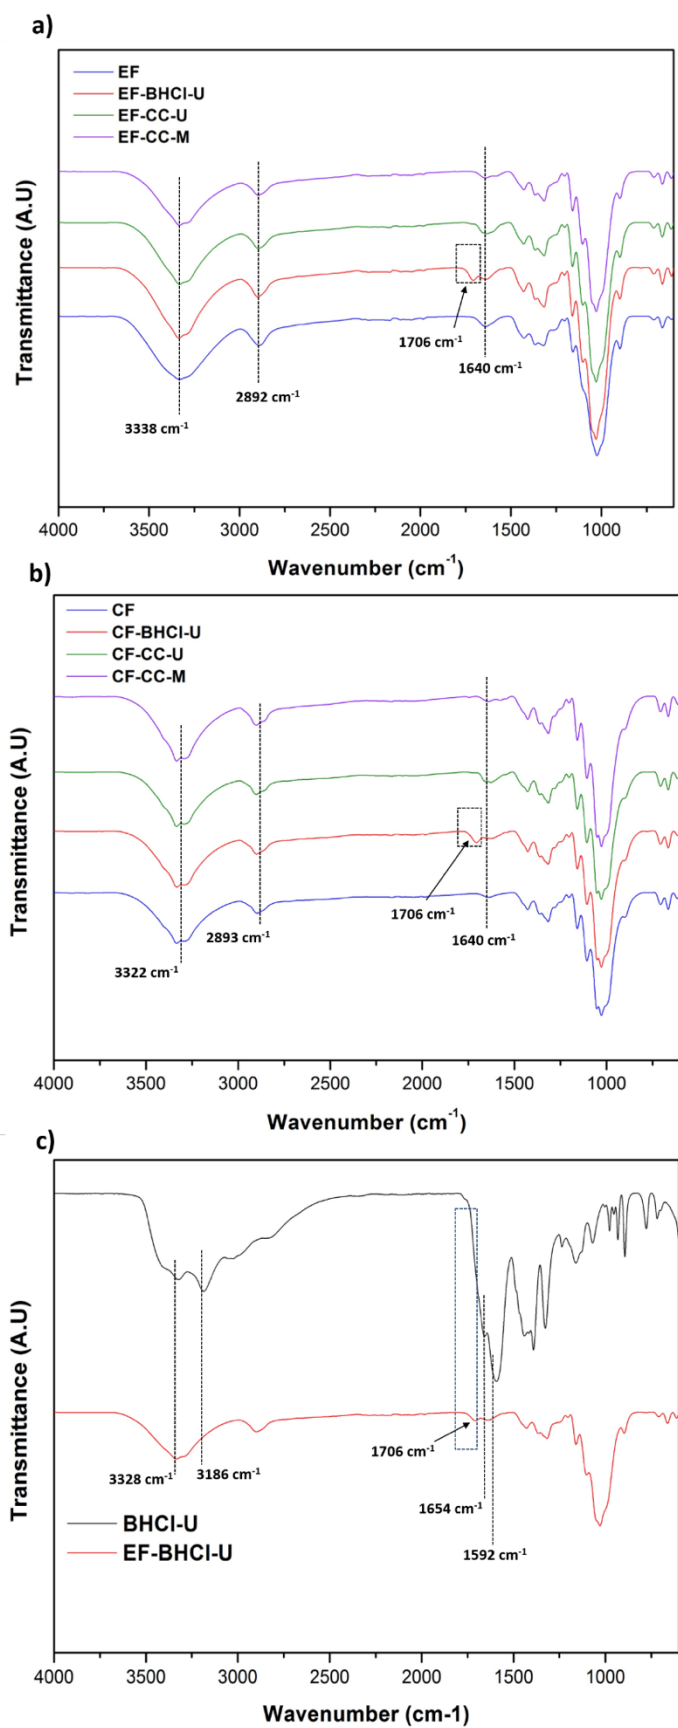 a)
EF
EF-BHCl-U
EF-CC-U
EF-CC-M
Transmittance (A.U)
1706 cm-1
1640 cm-1
2892 cm-1
3338 cm-1
4000 3500 3000 2500 2000 1500 1000
Wavenumber (cm-1)
b)
CF
CF-BHCl-U
CF-CC-U
CF-CC-M
Transmittance (A.U)
1706 cm-1
1640 cm-1
2893 cm-1
3322 cm-1
4000 3500 3000 2500 2000 1500 1000
Wavenumber (cm-1)
c)
Transmittance (A.U)
1706 cm-1
3328 cm-1
3186 cm-1
1654 cm-1
1592 cm-1
BHCl-U
EF-BHCl-U
4000 3500 3000 2500 2000 1500 1000
Wavenumber (cm-1)